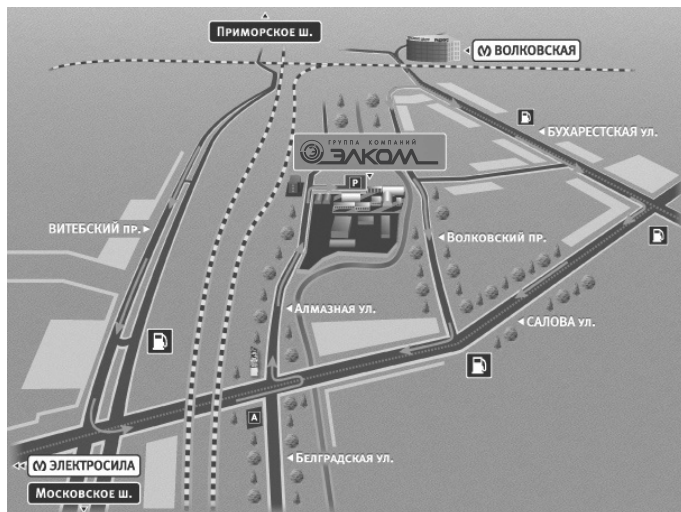 ПРИМОРСКОЕ Ш.
М ВОЛКОВСКАЯ
БУХАРЕСТСКАЯ УЛ.
ГРУППА КОМПАНИЙ
ЭЛКОМ
P
ВИТЕБСКИЙ ПР.
ВОЛКОВСКИЙ ПР.
АЛМАЗНАЯ УЛ.
САЛОВА УЛ.
А
БЕЛГРАДСКАЯ УЛ.
М ЭЛЕКТРОСИЛА
МОСКОВСКОЕ Ш.